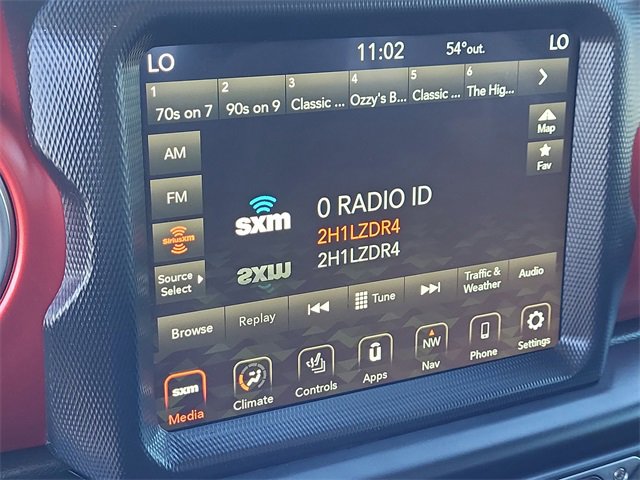 LO 11:02 54°out. LO
1 2 3 4 5 6
70s on 7 90s on 9 Classic ... Ozzy's B... Classic ... The Hig...
AM
Map
FM
Fav
SiriusXM
sxm
0 RADIO ID
2H1LZDR4
2H1LZDR4
Source
Select
Browse Replay Tune Traffic &
Weather Audio
sxm NW
Media Climate Controls Apps Nav Phone Settings